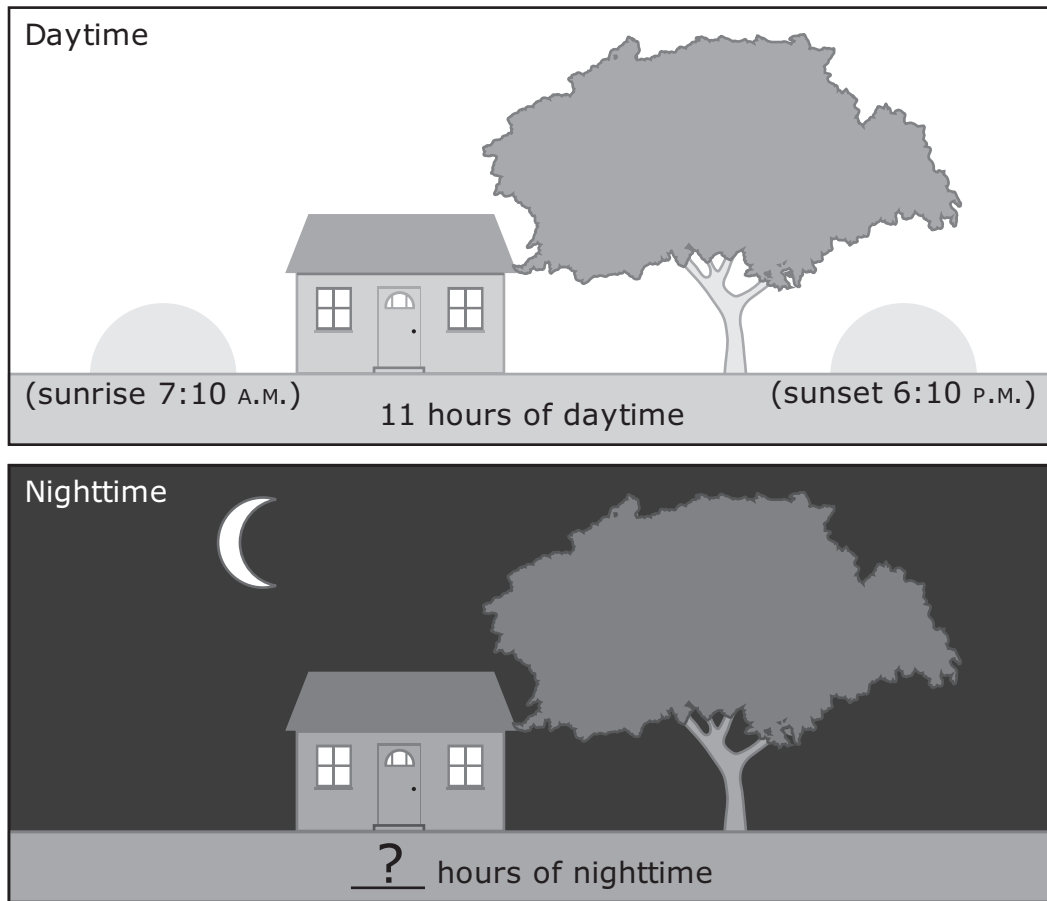 Daytime
(sunrise 7:10 A.M.)
(sunset 6:10 P.M.)
11 hours of daytime
Nighttime
? hours of nighttime